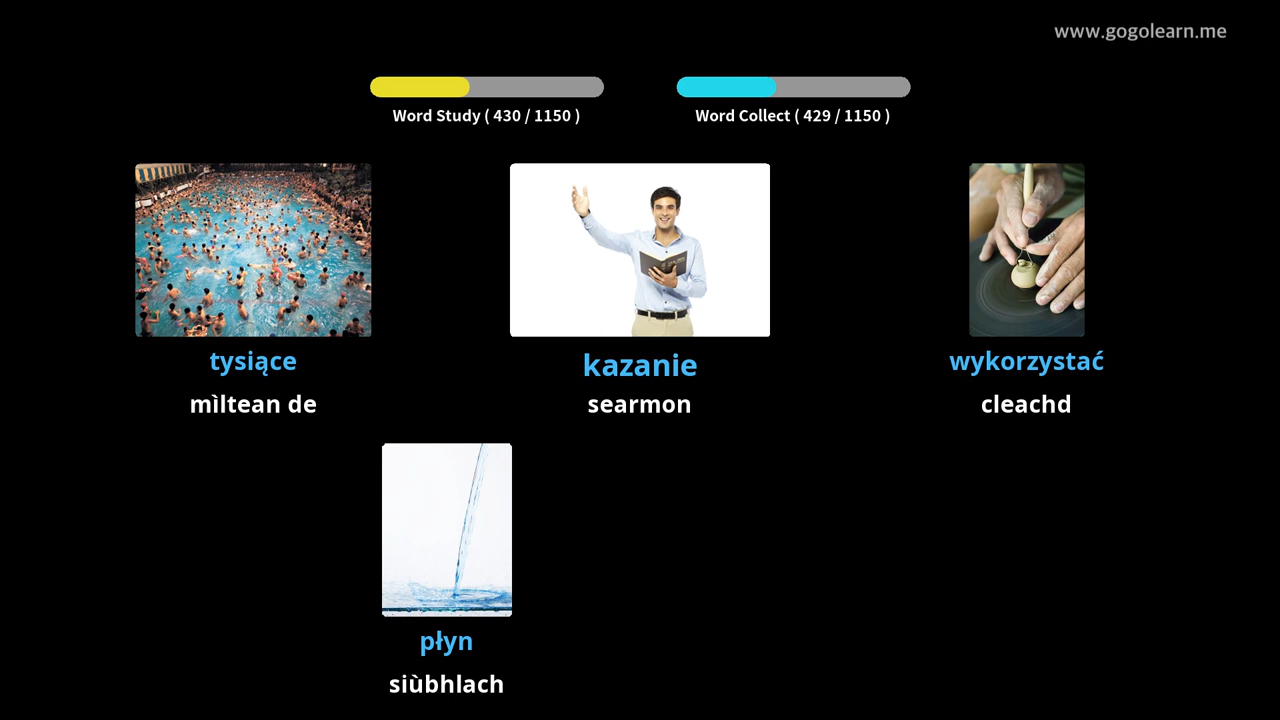 www.gogolearn.me
Word Study ( 430 / 1150 )
Word Collect ( 429 / 1150 )
tysiące
mìltean de
kazanie
searmon
wykorzystać
cleachd
płyn
siùbhlach